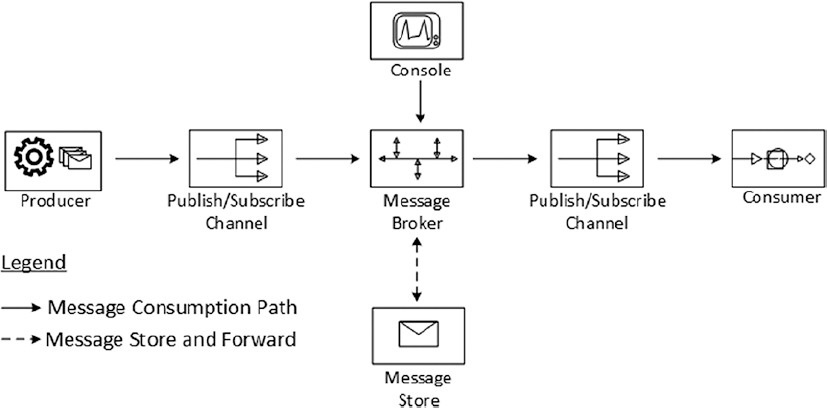 Console
Producer
Publish/Subscribe
Channel
Message
Broker
Publish/Subscribe
Channel
Consumer
Legend
Message Consumption Path
Message Store and Forward
Message
Store